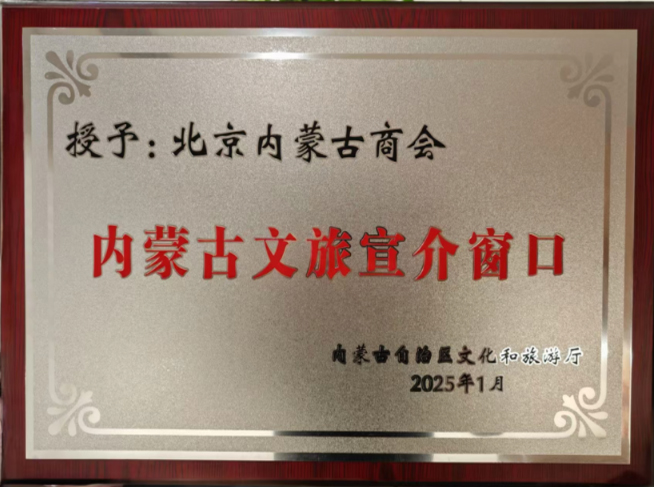 授予：北京内蒙古商会
内蒙古文旅宣介窗口
内蒙古自治区文化和旅游厅
2025年1月